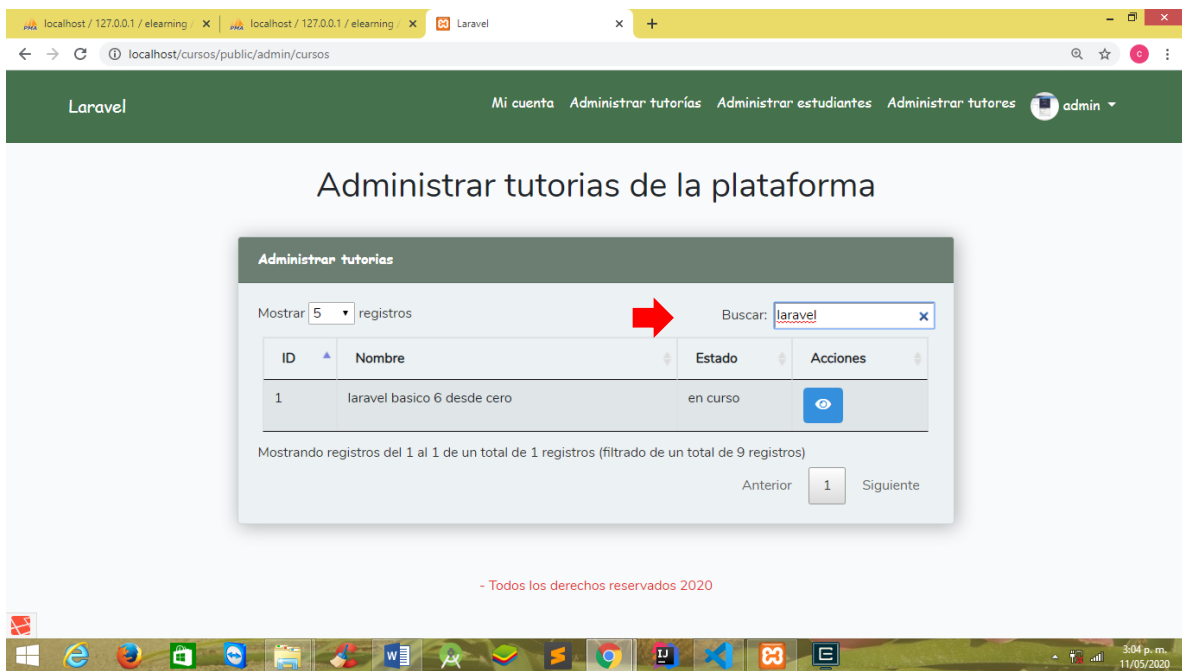 localhost / 127.0.0.1 / elearning /
localhost / 127.0.0.1 / elearning /
Laravel
localhost/cursos/public/admin/cursos
c
Laravel
Mi cuenta Administrar tutorías Administrar estudiantes Administrar tutores admin
Administrar tutorias de la plataforma
Administrar tutorias
Mostrar 5 registros
Buscar: laravel
ID Nombre Estado Acciones
1 laravel basico 6 desde cero en curso
Mostrando registros del 1 al 1 de un total de 1 registros (filtrado de un total de 9 registros)
Anterior 1 Siguiente
- Todos los derechos reservados 2020
3:04 p. m.
11/05/2020